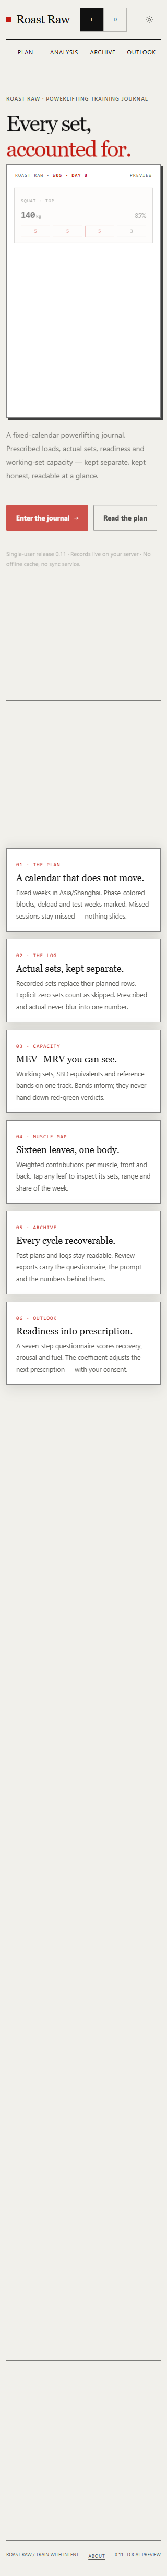 Roast Raw
L
D
PLAN
ANALYSIS
ARCHIVE
OUTLOOK
ROAST RAW · POWERLIFTING TRAINING JOURNAL
Every set,
accounted for.
ROAST RAW · W05 · DAY B
PREVIEW
SQUAT · TOP
140 kg
85%
5
5
5
5
A fixed-calendar powerlifting journal.
Prescribed loads, actual sets, readiness and
working-set capacity — kept separate, kept
honest, readable at a glance.
Enter the journal →
Read the plan
Single-user release 0.11 · Records live on your server · No
offline cache, no sync service.
01 · THE PLAN
A calendar that does not move.
Fixed weeks in Asia/Shanghai. Phase-colored
blocks, deload and test weeks marked. Missed
sessions stay missed — nothing slides.
02 · THE LOG
Actual sets, kept separate.
Recorded sets replace their planned rows.
Explicit zero sets count as skipped. Prescribed
and actual never blur into one number.
03 · CAPACITY
MEV–MRV you can see.
Working sets, SBD equivalents and reference
bands on one track. Bands inform; they never
hand down red-green verdicts.
04 · MUSCLE MAP
Sixteen leaves, one body.
Weighted contributions per muscle, front and
back. Tap any leaf to inspect its sets, range and
share of the week.
05 · ARCHIVE
Every cycle recoverable.
Past plans and logs stay readable. Review
exports carry the questionnaire, the prompt
and the numbers behind them.
06 · OUTLOOK
Readiness into prescription.
A seven-step questionnaire scores recovery,
arousal and fuel. The coefficient adjusts the
next prescription — with your consent.
ROAST RAW / TRAIN WITH INTENT
ABOUT
0.11 · LOCAL PREVIEW